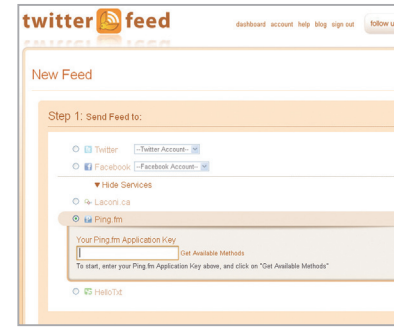 twitter feed
dashboard account help blog sign out follow u
New Feed
Step 1: Send Feed to:
Twitter --Twitter Account--
Facebook --Facebook Account--
▼ Hide Services
Laconi.ca
Ping.fm
Your Ping.fm Application Key
Get Available Methods
To start, enter your Ping.fm Application Key above, and click on "Get Available Methods"
HelloTxt